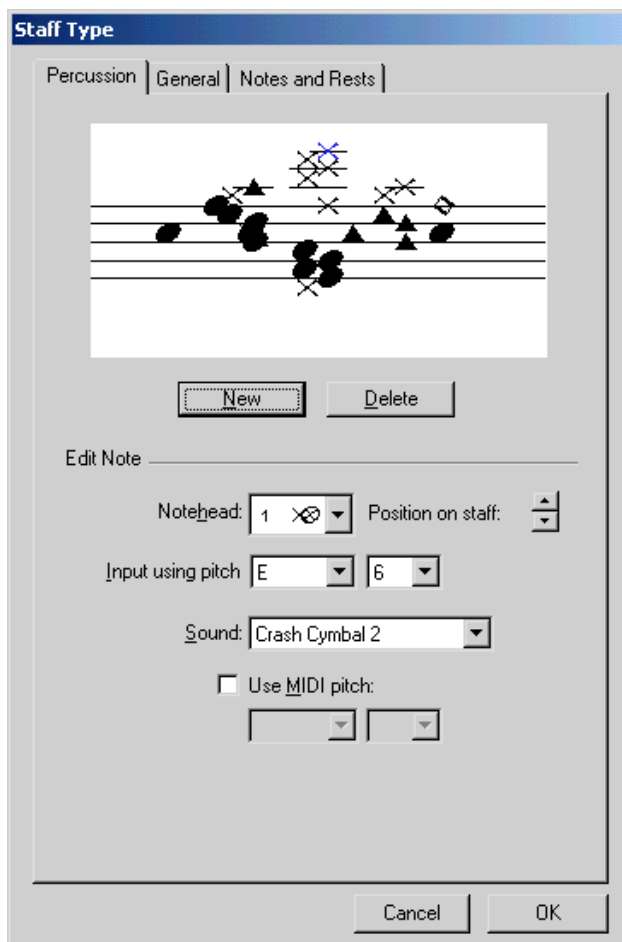 Staff Type
Percussion General Notes and Rests
New Delete
Edit Note
Notehead: 1 Position on staff:
Input using pitch E 6
Sound: Crash Cymbal 2
Use MIDI pitch:
Cancel OK